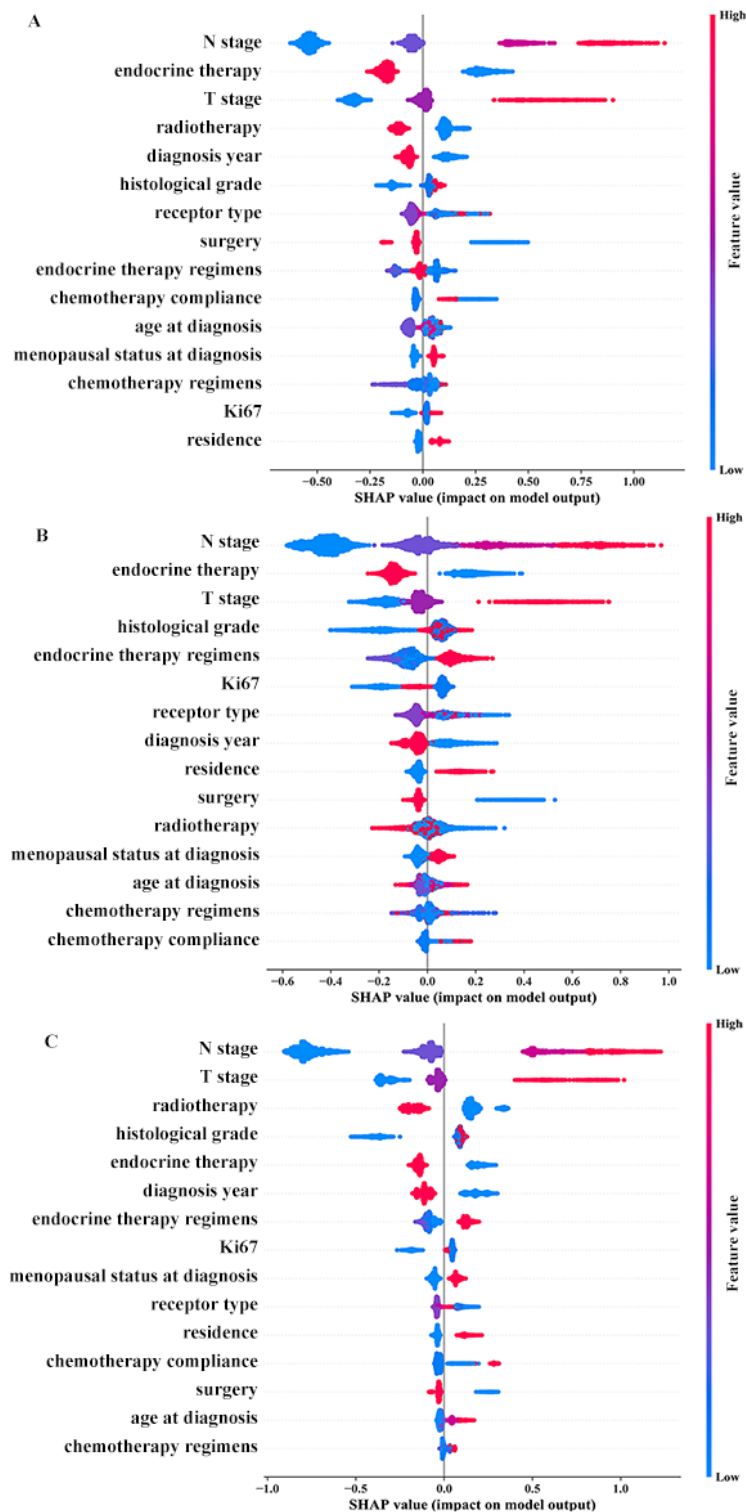 A
High
N stage
endocrine therapy
T stage
radiotherapy
diagnosis year
histological grade
receptor type
surgery
endocrine therapy regimens
chemotherapy compliance
age at diagnosis
menopausal status at diagnosis
chemotherapy regimens
Ki67
residence
Feature value
Low
−0.50 −0.25 0.00 0.25 0.50 0.75 1.00
SHAP value (impact on model output)
B
High
N stage
endocrine therapy
T stage
histological grade
endocrine therapy regimens
Ki67
receptor type
diagnosis year
residence
surgery
radiotherapy
menopausal status at diagnosis
age at diagnosis
chemotherapy regimens
chemotherapy compliance
Feature value
Low
−0.6 −0.4 −0.2 0.0 0.2 0.4 0.6 0.8 1.0
SHAP value (impact on model output)
C
High
N stage
T stage
radiotherapy
histological grade
endocrine therapy
diagnosis year
endocrine therapy regimens
Ki67
menopausal status at diagnosis
receptor type
residence
chemotherapy compliance
surgery
age at diagnosis
chemotherapy regimens
Feature value
Low
−1.0 −0.5 0.0 0.5 1.0
SHAP value (impact on model output)